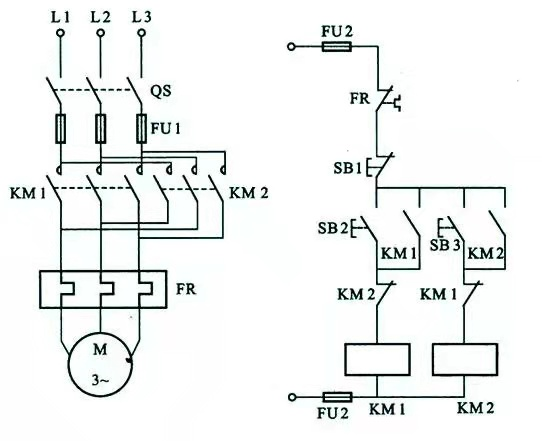 L1 L2 L3
QS
FU1
KM1 KM2
FR
M
3~
FU2
FR
SB1
SB2 KM1 SB3 KM2
KM2 KM1
FU2 KM1 KM2